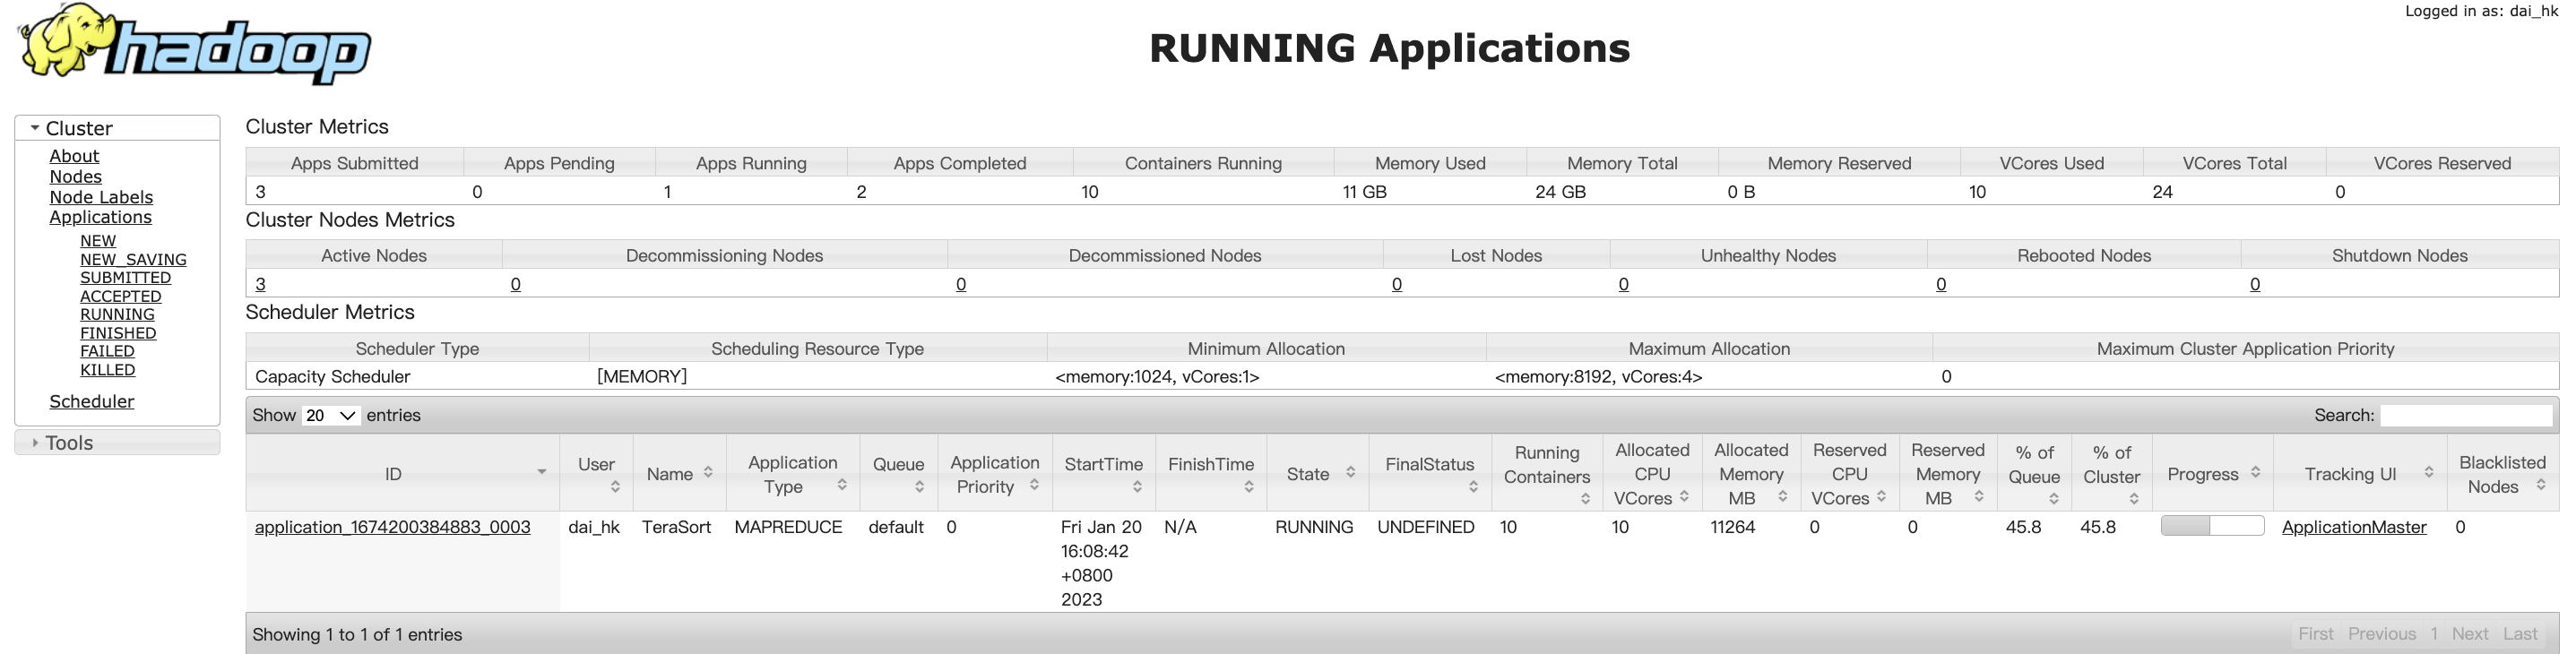 Logged in as: dai_hk
hadoop
RUNNING Applications
Cluster
About
Nodes
Node Labels
Applications
NEW
NEW_SAVING
SUBMITTED
ACCEPTED
RUNNING
FINISHED
FAILED
KILLED
Scheduler
Tools
Cluster Metrics
Apps Submitted Apps Pending Apps Running Apps Completed Containers Running Memory Used Memory Total Memory Reserved VCores Used VCores Total VCores Reserved
3 0 1 2 10 11 GB 24 GB 0 B 10 24 0
Cluster Nodes Metrics
Active Nodes Decommissioning Nodes Decommissioned Nodes Lost Nodes Unhealthy Nodes Rebooted Nodes Shutdown Nodes
3 0 0 0 0 0 0
Scheduler Metrics
Scheduler Type Scheduling Resource Type Minimum Allocation Maximum Allocation Maximum Cluster Application Priority
Capacity Scheduler [MEMORY] <memory:1024, vCores:1> <memory:8192, vCores:4> 0
Show 20 entries Search:
ID User Name Application Type Queue Application Priority StartTime FinishTime State FinalStatus Running Containers Allocated CPU VCores Allocated Memory MB Reserved CPU VCores Reserved Memory MB % of Queue % of Cluster Progress Tracking UI Blacklisted Nodes
application_1674200384883_0003 dai_hk TeraSort MAPREDUCE default 0 Fri Jan 20 N/A RUNNING UNDEFINED 10 10 11264 0 0 45.8 45.8 ApplicationMaster 0
16:08:42
+0800
2023
Showing 1 to 1 of 1 entries First Previous 1 Next Last